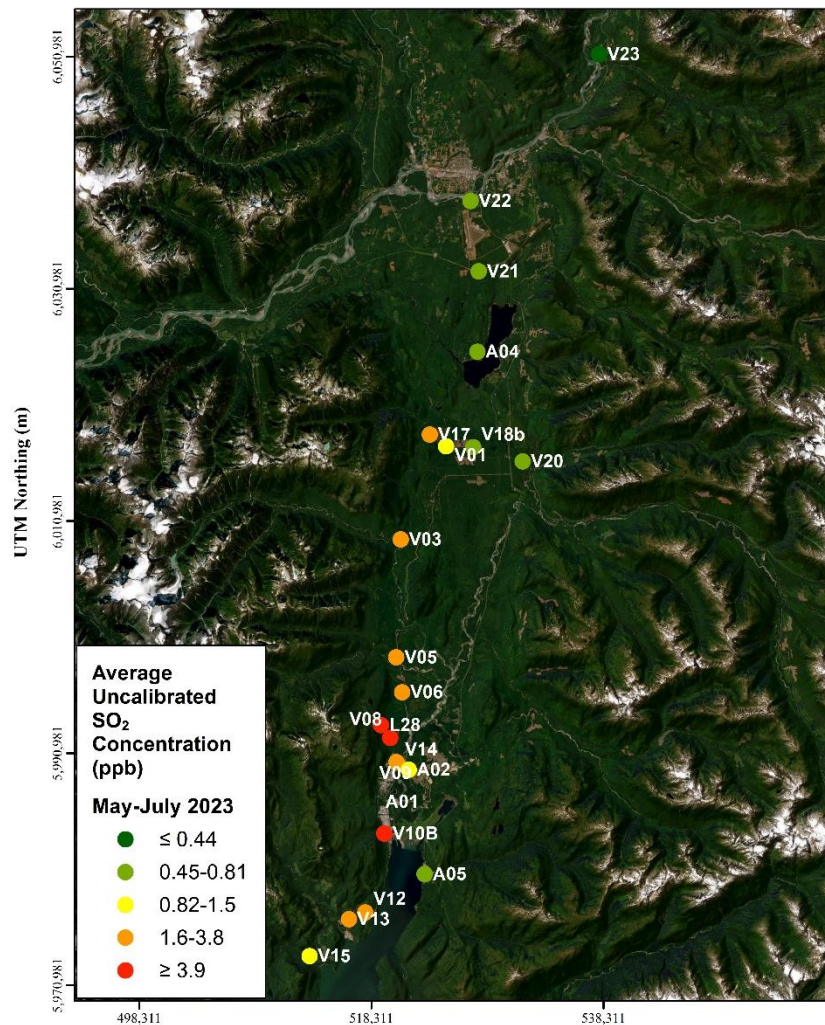 6,050,981
V23
V22
V21
6,030,981
A04
V17
V18b
V01
V20
UTM Northing (m)
6,010,981
V03
V05
V06
V08
L28
V14
5,990,981
V09
A02
A01
V10B
A05
V12
V13
V15
5,970,981
Average
Uncalibrated
SO₂
Concentration
(ppb)
May-July 2023
≤ 0.44
0.45-0.81
0.82-1.5
1.6-3.8
≥ 3.9
498,311
518,311
538,311